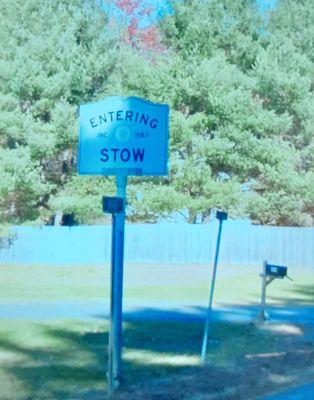 ENTERING
INC 1683
STOW